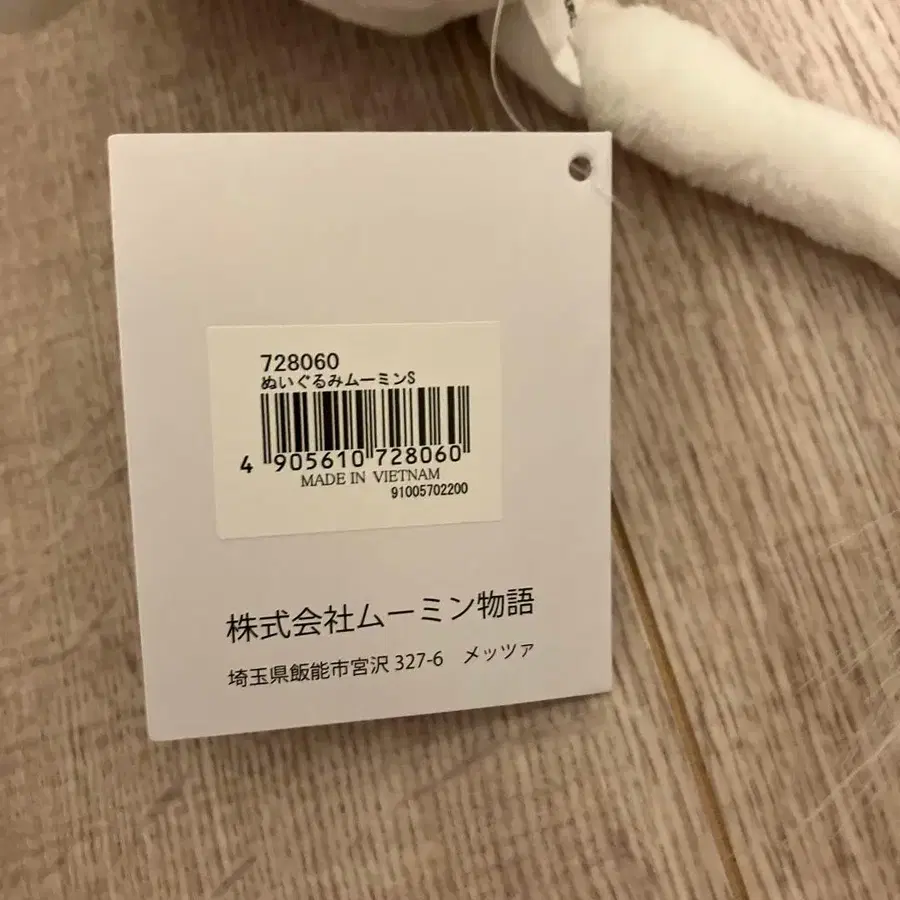 728060
ぬいぐるみムーミンS
4 905610 728060
MADE IN VIETNAM
91005702200
株式会社ムーミン物語
埼玉県飯能市宮沢 327-6　メッツァ